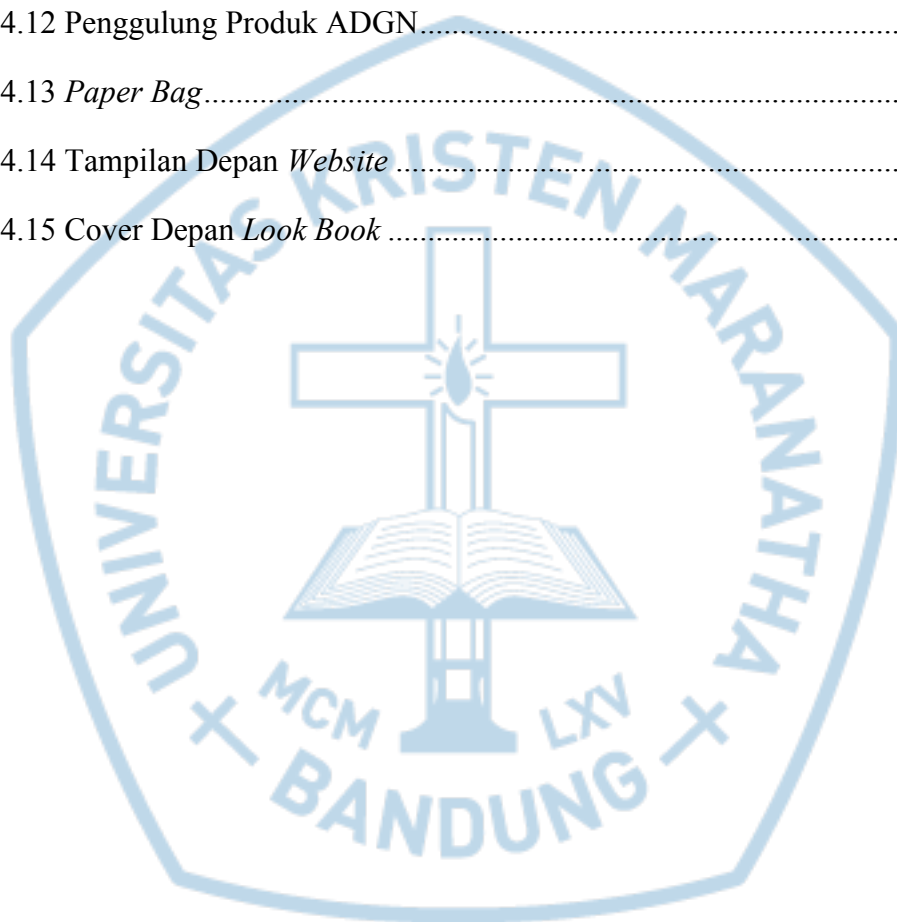 4.12 Penggulung Produk ADGN............................................................
4.13 Paper Bag............................................................................................
4.14 Tampilan Depan Website ..................................................................
4.15 Cover Depan Look Book ...................................................................
UNIVERSITAS KRISTEN MARANATHA
MCM LXV
BANDUNG